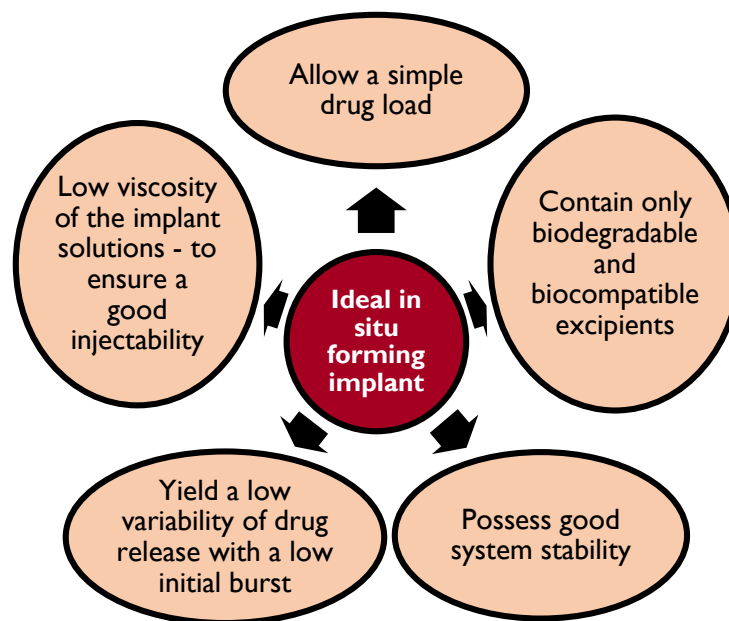 Allow a simple
drug load
Low viscosity
of the implant
solutions - to
ensure a
good
injectability
Contain only
biodegradable
and
biocompatible
excipients
Ideal in
situ
forming
implant
Yield a low
variability of drug
release with a low
initial burst
Possess good
system stability